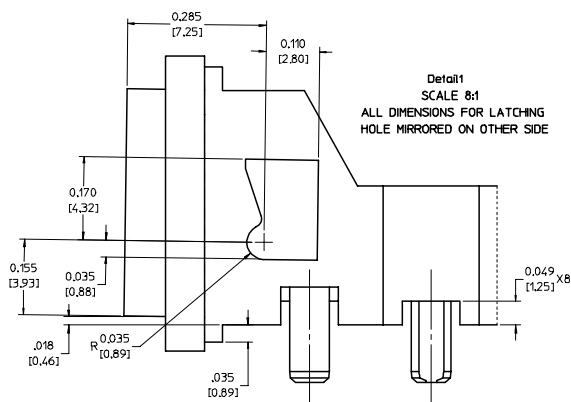 0.285
[7.25]
0.110
[2.80]
Detail1
SCALE 8:1
ALL DIMENSIONS FOR LATCHING
HOLE MIRRORED ON OTHER SIDE
0.170
[4.32]
0.155
[3.93]
0.035
[0.88]
0.049 X8
[1.25]
.018
[0.46]
R 0.035
[0.89]
.035
[0.89]